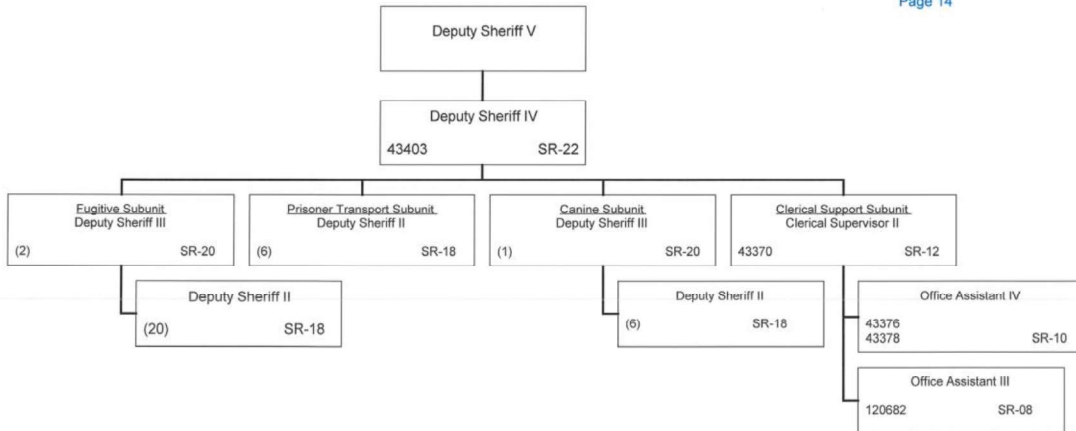 Page 14
Deputy Sheriff V
Deputy Sheriff IV
43403 SR-22
Fugitive Subunit
Deputy Sheriff III
(2) SR-20
Deputy Sheriff II
(20) SR-18
Prisoner Transport Subunit
Deputy Sheriff II
(6) SR-18
Canine Subunit
Deputy Sheriff III
(1) SR-20
Deputy Sheriff II
(6) SR-18
Clerical Support Subunit
Clerical Supervisor II
43370 SR-12
Office Assistant IV
43376
43378 SR-10
Office Assistant III
120682 SR-08